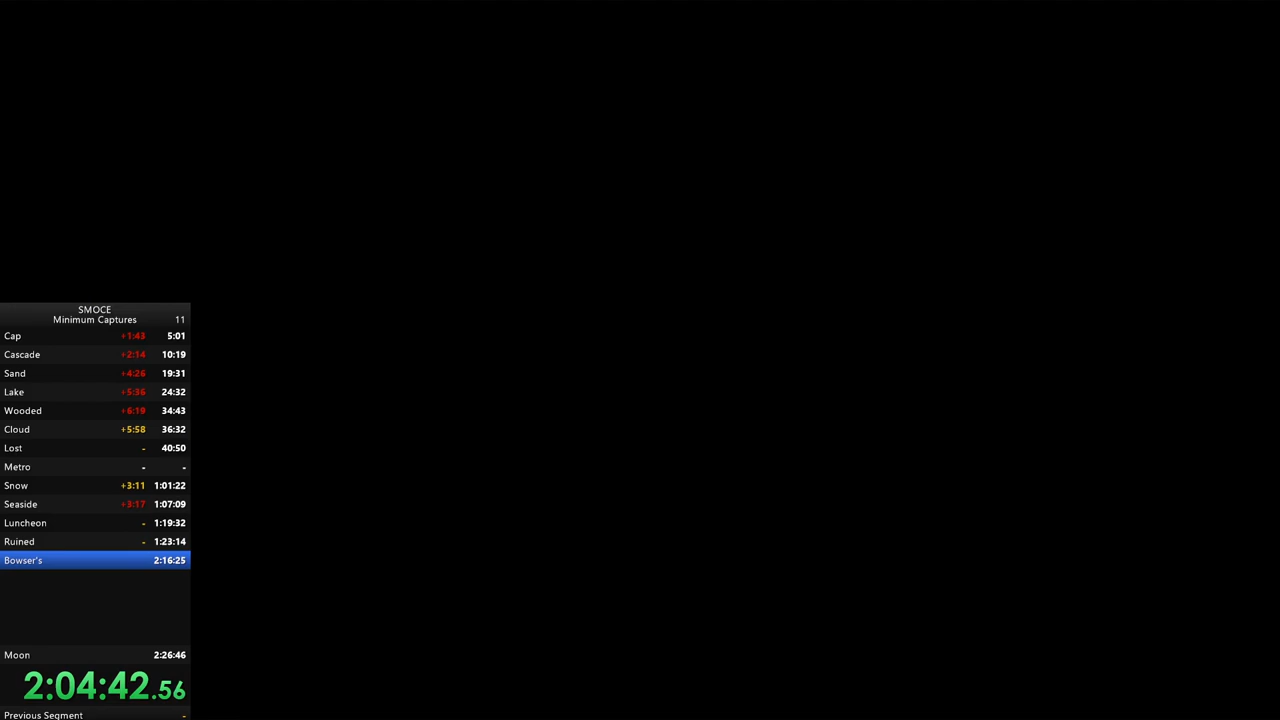 SMOCE
Minimum Captures 11
Cap +1:43 5:01
Cascade +2:14 10:19
Sand +4:26 19:31
Lake +5:36 24:32
Wooded +6:19 34:43
Cloud +5:58 36:32
Lost - 40:50
Metro - -
Snow +3:11 1:01:22
Seaside +3:17 1:07:09
Luncheon - 1:19:32
Ruined - 1:23:14
Bowser's 2:16:25
Moon 2:26:46
2:04:42.56
Previous Segment -